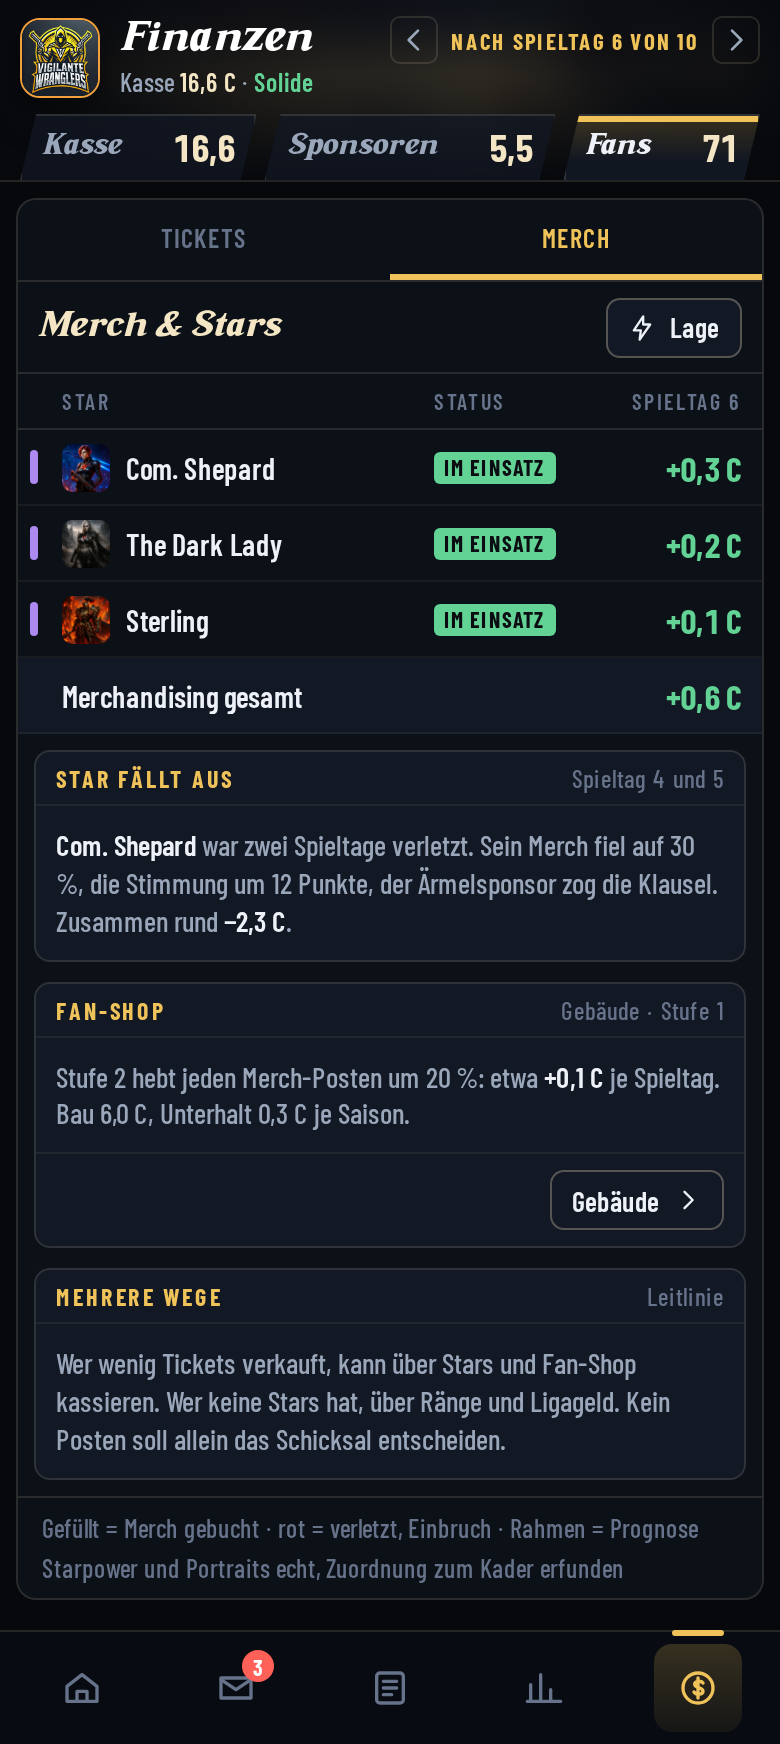 VIGILANTE
WRANGLERS
Finanzen
Kasse 16,6 C · Solide
NACH SPIELTAG 6 VON 10
Kasse 16,6
Sponsoren 5,5
Fans 71
TICKETS
MERCH
Merch & Stars
Lage
STAR STATUS SPIELTAG 6
Com. Shepard IM EINSATZ +0,3 C
The Dark Lady IM EINSATZ +0,2 C
Sterling IM EINSATZ +0,1 C
Merchandising gesamt +0,6 C
STAR FÄLLT AUS Spieltag 4 und 5
Com. Shepard war zwei Spieltage verletzt. Sein Merch fiel auf 30
%, die Stimmung um 12 Punkte, der Ärmelsponsor zog die Klausel.
Zusammen rund −2,3 C.
FAN-SHOP Gebäude · Stufe 1
Stufe 2 hebt jeden Merch-Posten um 20 %: etwa +0,1 C je Spieltag.
Bau 6,0 C, Unterhalt 0,3 C je Saison.
Gebäude
MEHRERE WEGE Leitlinie
Wer wenig Tickets verkauft, kann über Stars und Fan-Shop
kassieren. Wer keine Stars hat, über Ränge und Ligageld. Kein
Posten soll allein das Schicksal entscheiden.
Gefüllt = Merch gebucht · rot = verletzt, Einbruch · Rahmen = Prognose
Starpower und Portraits echt, Zuordnung zum Kader erfunden
3